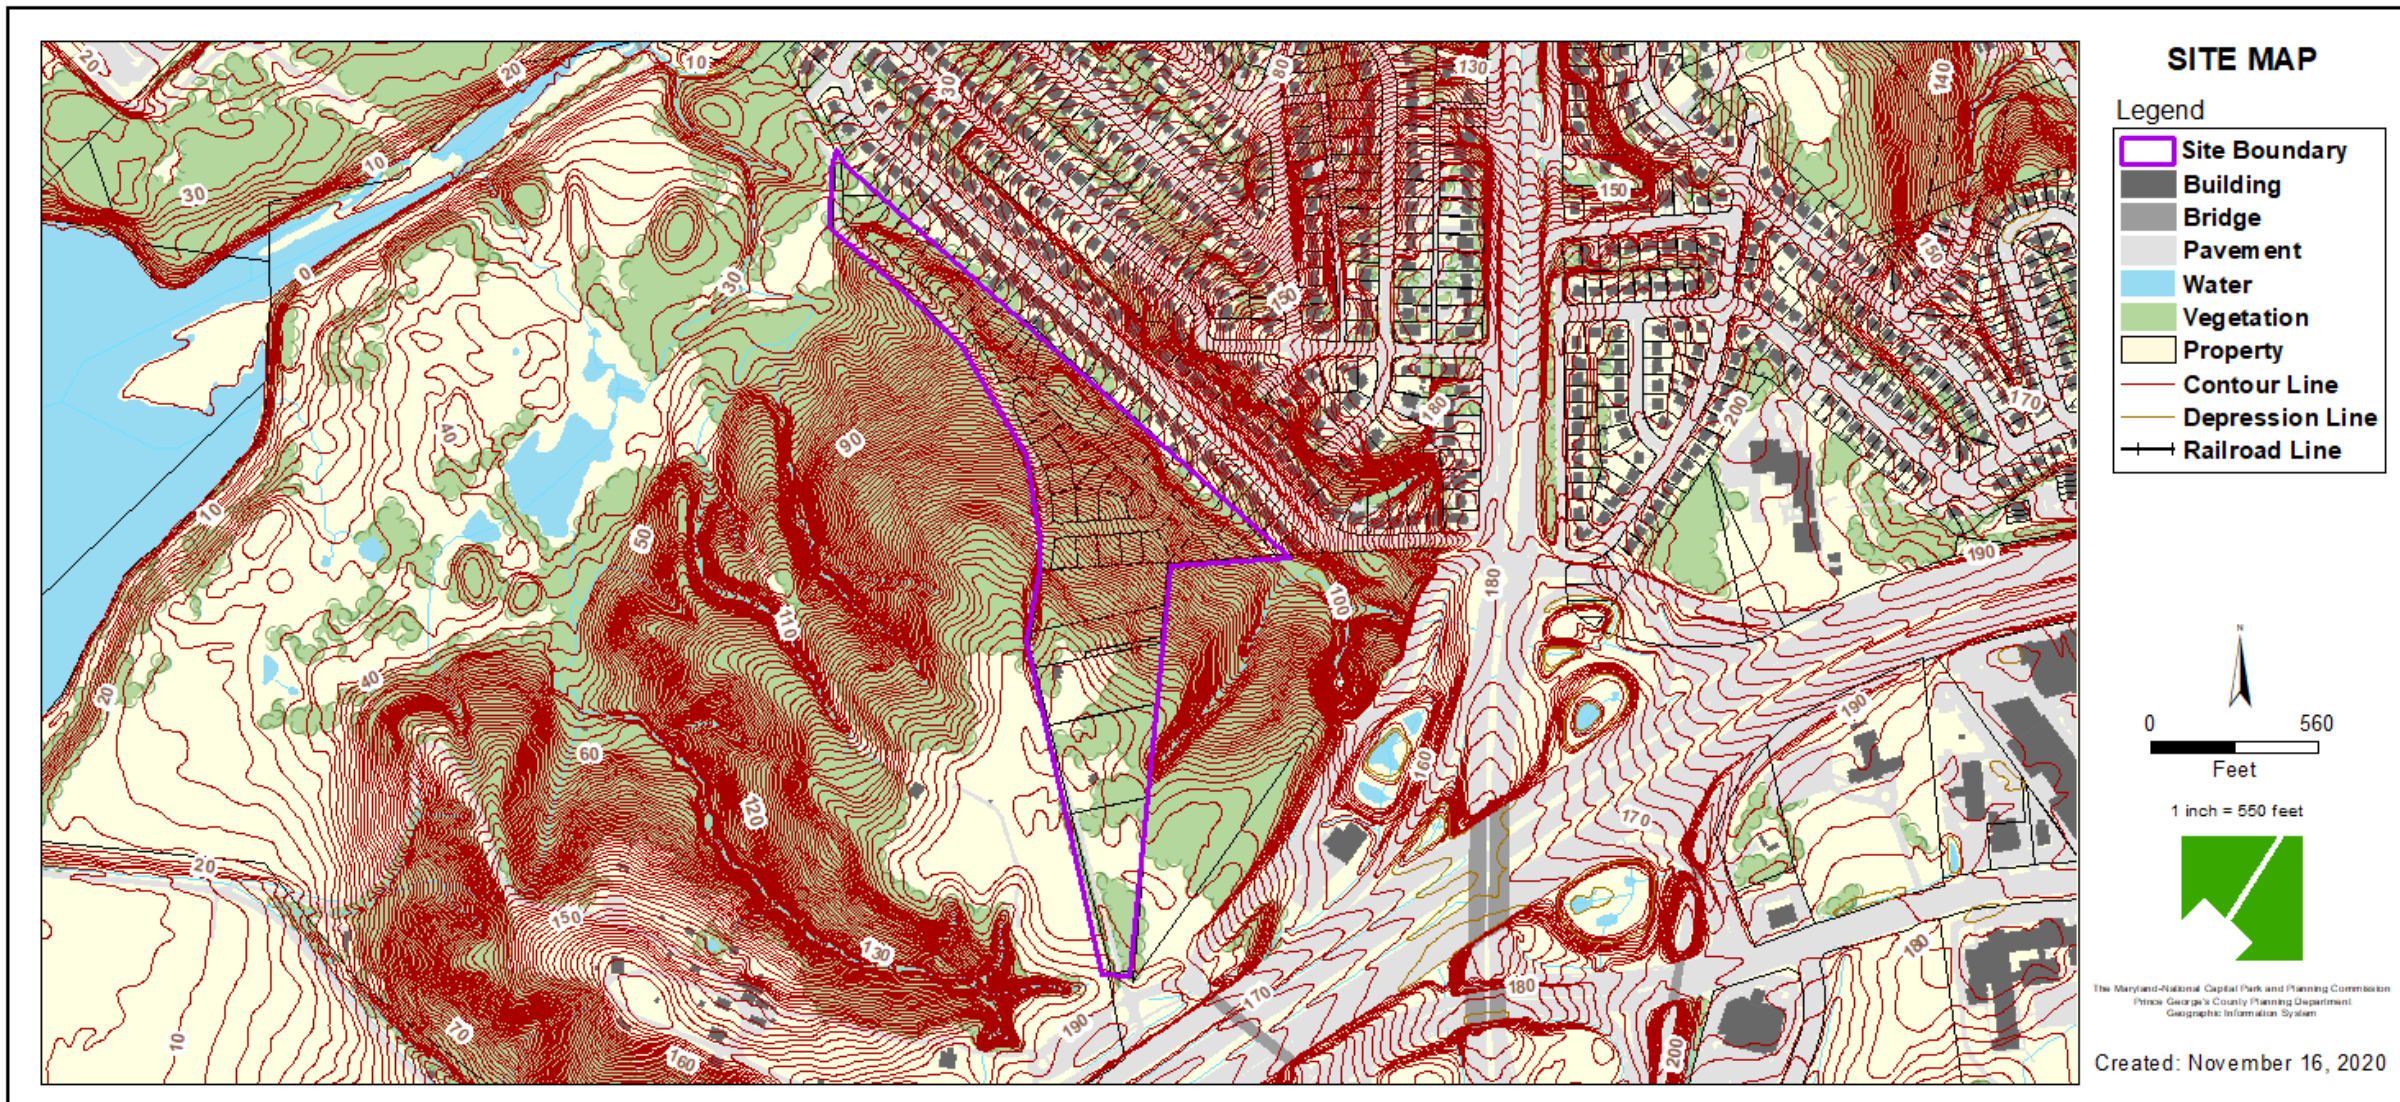 SITE MAP
Legend
Site Boundary
Building
Bridge
Pavement
Water
Vegetation
Property
Contour Line
Depression Line
Railroad Line
N
0 560
Feet
1 inch = 550 feet
The Maryland-National Capital Park and Planning Commission
Prince George's County Planning Department
Geographic Information System
Created: November 16, 2020
20
20
10
30
80
130
140
10
30
150
150
0
30
150
40
90
180
200
170
10
50
190
110
100
180
20
40
60
190
160
120
170
20
150
130
180
10
70
160
190
170
180
200